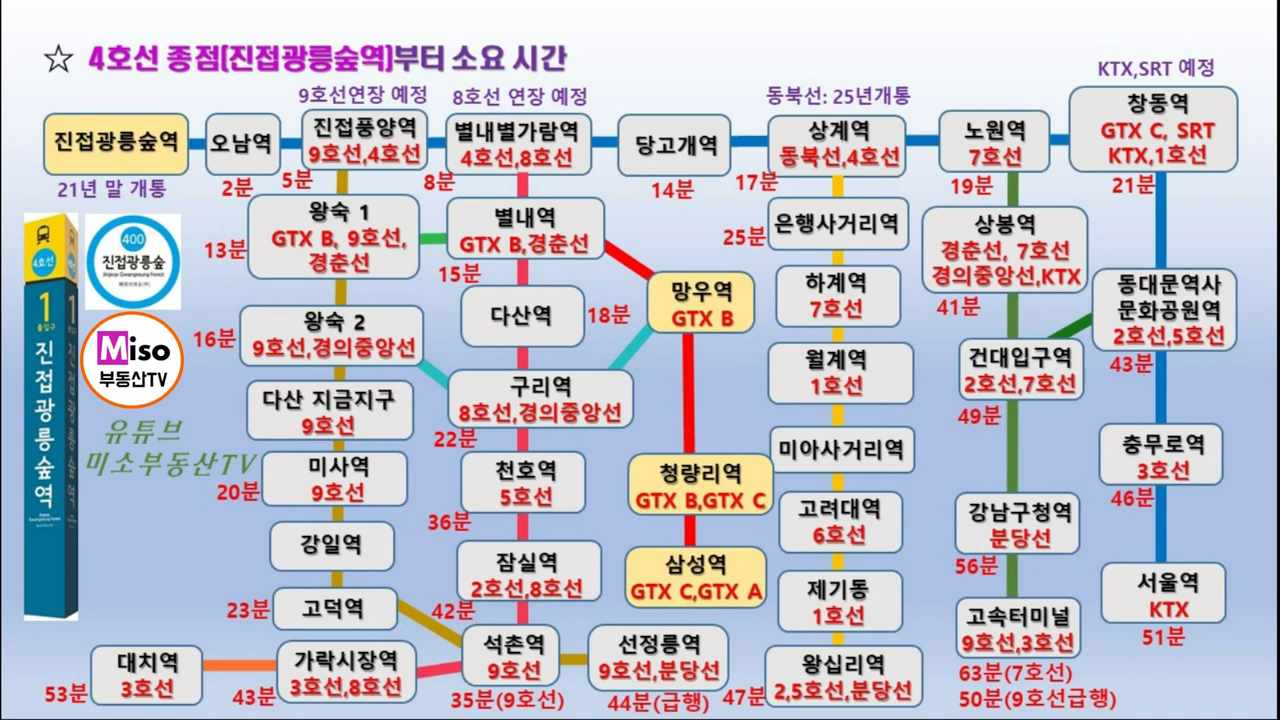 ☆ 4호선 종점(진접광릉숲역)부터 소요 시간
KTX,SRT 예정
9호선연장 예정
8호선 연장 예정
동북선: 25년개통
진접광릉숲역
오남역
진접풍양역
9호선,4호선
별내별가람역
4호선,8호선
당고개역
상계역
동북선,4호선
노원역
7호선
창동역
GTX C, SRT
KTX,1호선
21년 말 개통
2분
5분
8분
14분
17분
19분
21분
왕숙 1
GTX B, 9호선,
경춘선
13분
별내역
GTX B,경춘선
15분
은행사거리역
25분
상봉역
경춘선, 7호선
경의중앙선,KTX
41분
망우역
GTX B
18분
하계역
7호선
동대문역사
문화공원역
2호선,5호선
43분
다산역
왕숙 2
9호선,경의중앙선
16분
월계역
1호선
건대입구역
2호선,7호선
49분
구리역
8호선,경의중앙선
22분
다산 지금지구
9호선
미아사거리역
충무로역
3호선
46분
미사역
9호선
20분
천호역
5호선
36분
청량리역
GTX B,GTX C
고려대역
6호선
강남구청역
분당선
56분
강일역
잠실역
2호선,8호선
42분
삼성역
GTX C,GTX A
제기동
1호선
서울역
KTX
51분
고덕역
23분
고속터미널
9호선,3호선
63분(7호선)
50분(9호선급행)
대치역
3호선
53분
가락시장역
3호선,8호선
43분
석촌역
9호선
35분(9호선)
선정릉역
9호선,분당선
44분(급행)
왕십리역
2,5호선,분당선
47분
4호선
1
출입구
진접광릉숲역
400
진접광릉숲
Jinjeop Gwangneung Forest
Miso
부동산TV
유튜브
미소부동산TV